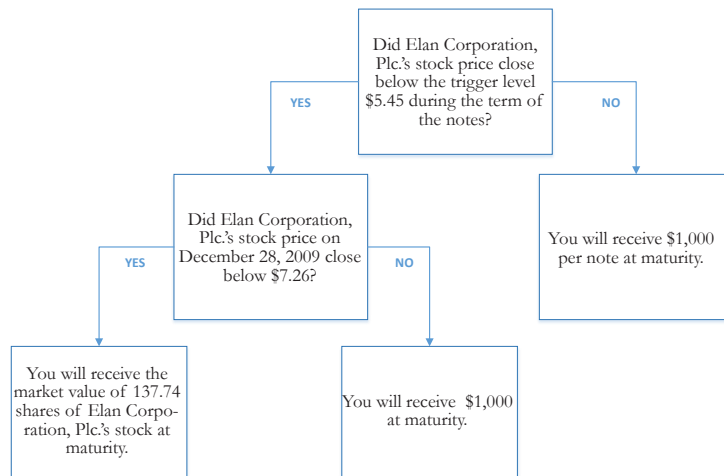 Did Elan Corporation,
Plc.'s stock price close
below the trigger level
$5.45 during the term of
the notes?
YES
NO
Did Elan Corporation,
Plc.'s stock price on
December 28, 2009 close
below $7.26?
You will receive $1,000
per note at maturity.
YES
NO
You will receive the
market value of 137.74
shares of Elan Corpo-
ration, Plc.'s stock at
maturity.
You will receive $1,000
at maturity.